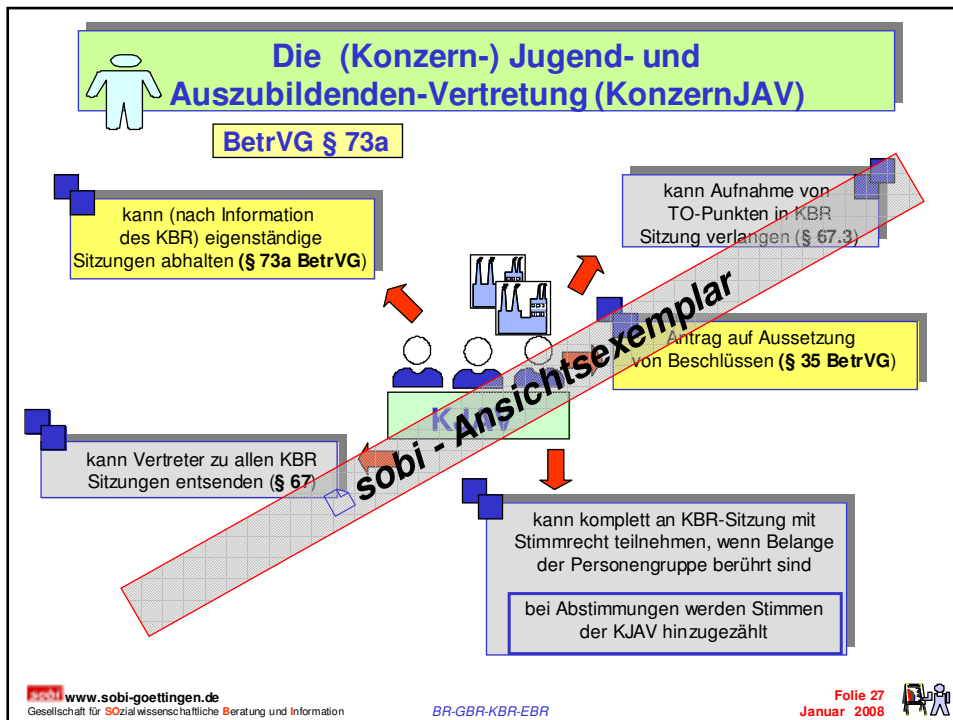 Die (Konzern-) Jugend- und
Auszubildenden-Vertretung (KonzernJAV)
BetrVG § 73a
kann (nach Information
des KBR) eigenständige
Sitzungen abhalten (§ 73a BetrVG)
kann Aufnahme von
TO-Punkten in KBR
Sitzung verlangen (§ 67.3)
Antrag auf Aussetzung
von Beschlüssen (§ 35 BetrVG)
KJAV
kann Vertreter zu allen KBR
Sitzungen entsenden (§ 67)
kann komplett an KBR-Sitzung mit
Stimmrecht teilnehmen, wenn Belange
der Personengruppe berührt sind
bei Abstimmungen werden Stimmen
der KJAV hinzugezählt
sobi - Ansichtsexemplar
sobi www.sobi-goettingen.de
Gesellschaft für SOzialwissenschaftliche Beratung und Information
BR-GBR-KBR-EBR
Folie 27
Januar 2008